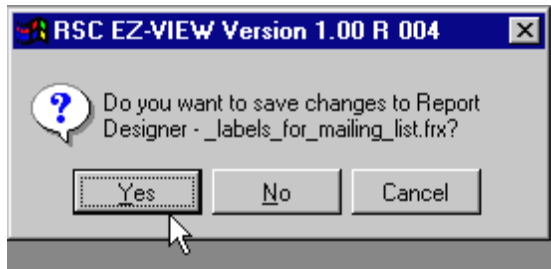 RSC EZ-VIEW Version 1.00 R 004
Do you want to save changes to Report
Designer - _labels_for_mailing_list.frx?
Yes No Cancel